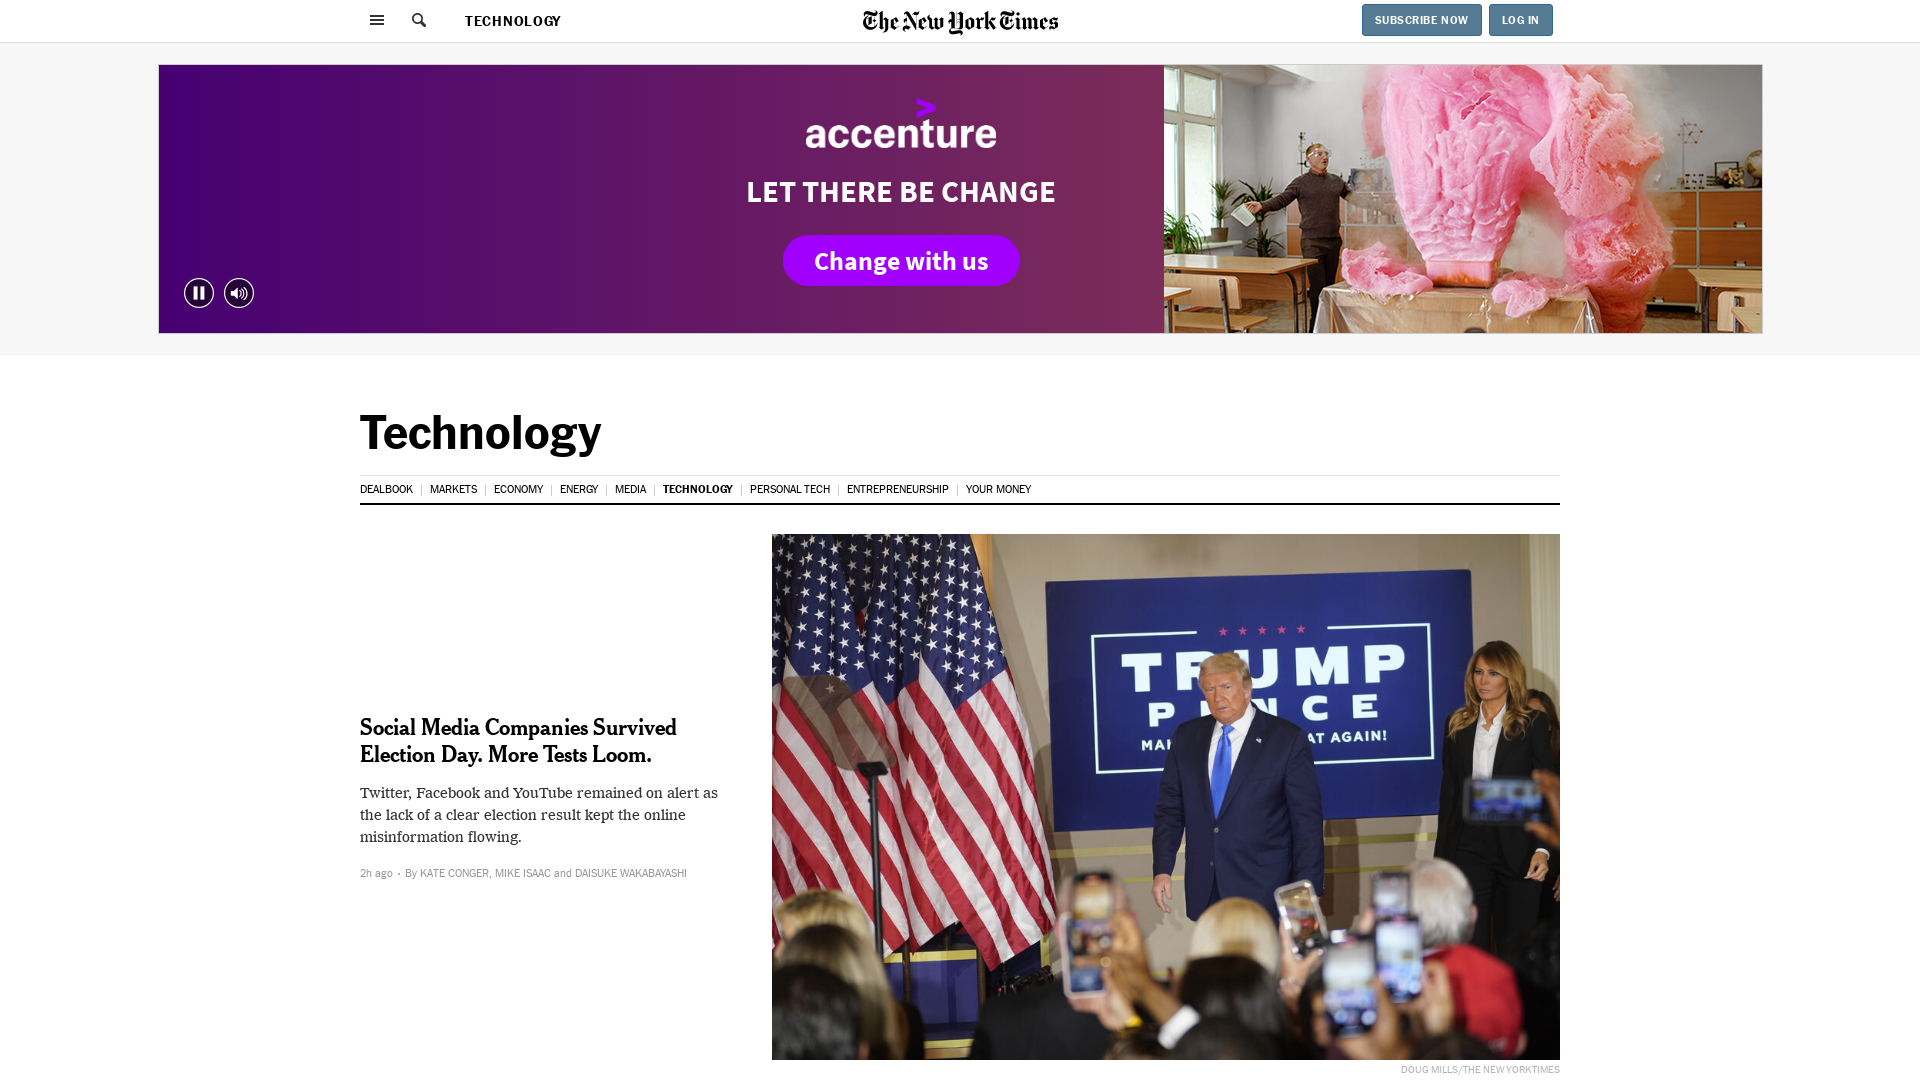 TECHNOLOGY
The New York Times
SUBSCRIBE NOW
LOG IN
>
accenture
LET THERE BE CHANGE
Change with us
Technology
DEALBOOK
MARKETS
ECONOMY
ENERGY
MEDIA
TECHNOLOGY
PERSONAL TECH
ENTREPRENEURSHIP
YOUR MONEY
TRUMP
P NCE
MA AT AGAIN!
Social Media Companies Survived
Election Day. More Tests Loom.
Twitter, Facebook and YouTube remained on alert as
the lack of a clear election result kept the online
misinformation flowing.
2h ago • By KATE CONGER, MIKE ISAAC and DAISUKE WAKABAYASHI
DOUG MILLS/THE NEW YORK TIMES